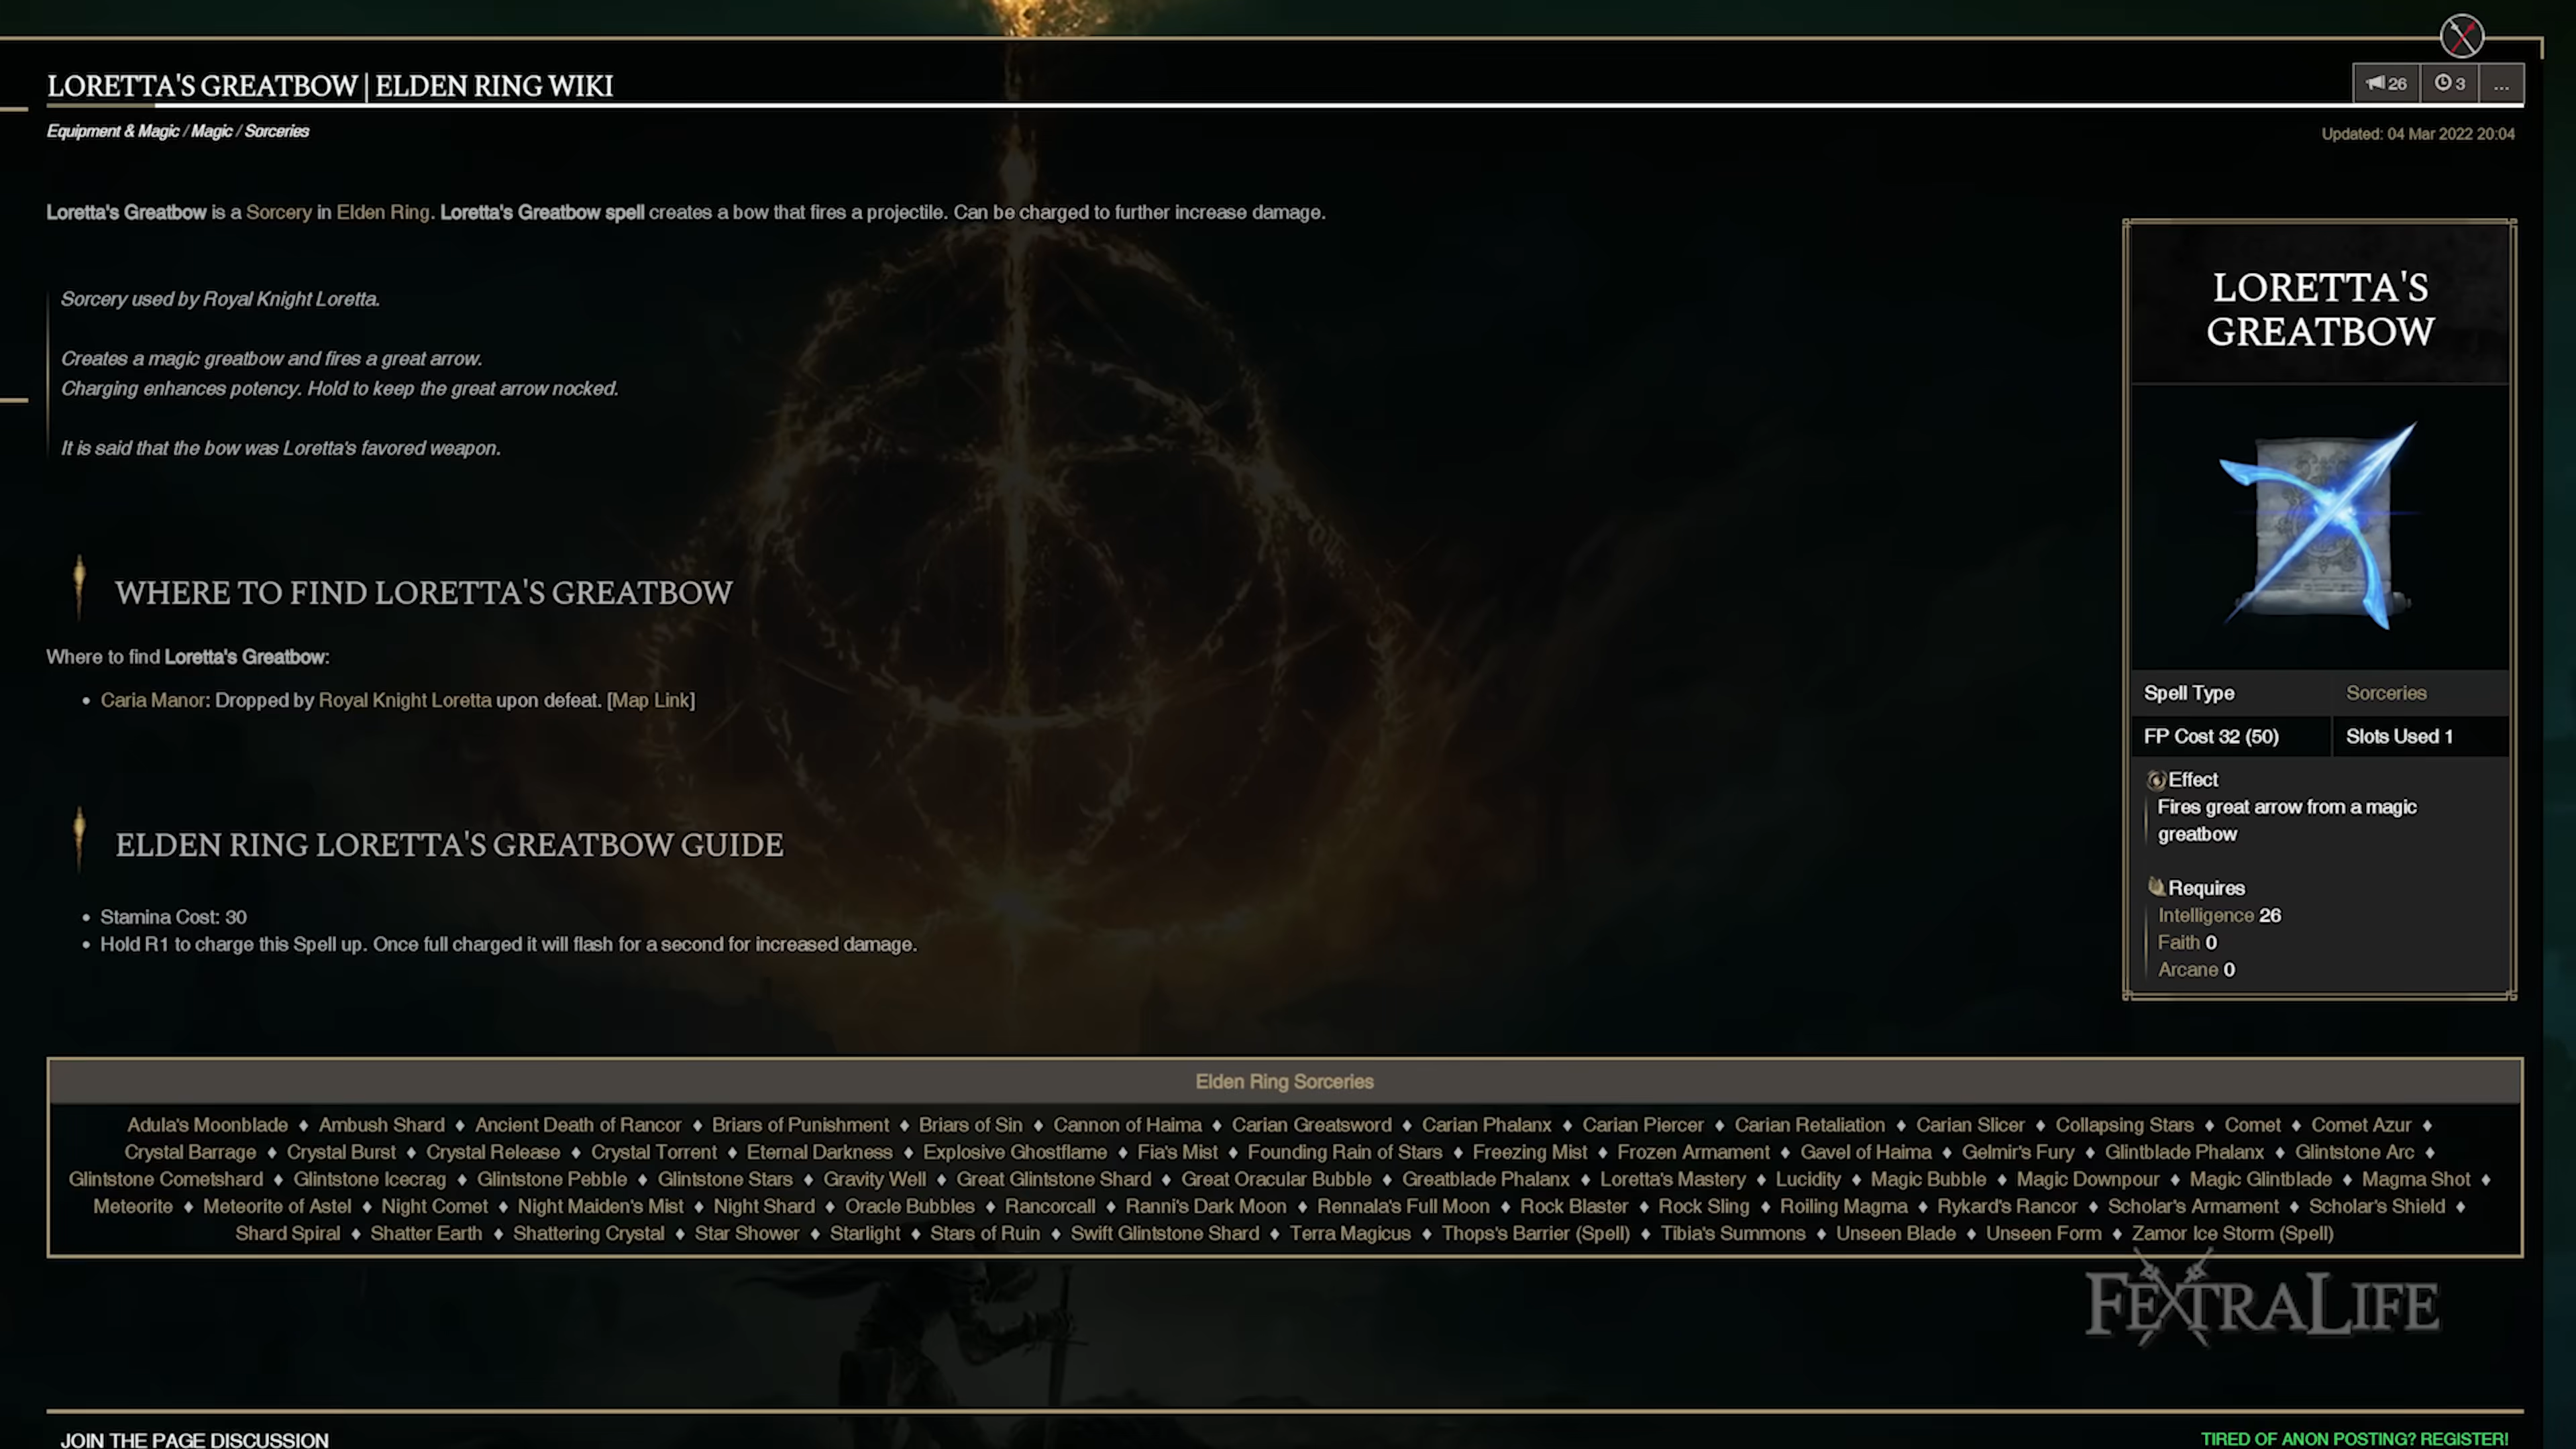 LORETTA'S GREATBOW | ELDEN RING WIKI
26
3
...
Equipment & Magic / Magic / Sorceries
Updated: 04 Mar 2022 20:04
Loretta's Greatbow is a Sorcery in Elden Ring. Loretta's Greatbow spell creates a bow that fires a projectile. Can be charged to further increase damage.
Sorcery used by Royal Knight Loretta.
Creates a magic greatbow and fires a great arrow.
Charging enhances potency. Hold to keep the great arrow nocked.
It is said that the bow was Loretta's favored weapon.
WHERE TO FIND LORETTA'S GREATBOW
Where to find Loretta's Greatbow:
• Caria Manor: Dropped by Royal Knight Loretta upon defeat. [Map Link]
ELDEN RING LORETTA'S GREATBOW GUIDE
• Stamina Cost: 30
• Hold R1 to charge this Spell up. Once full charged it will flash for a second for increased damage.
LORETTA'S
GREATBOW
Spell Type Sorceries
FP Cost 32 (50) Slots Used 1
Effect
Fires great arrow from a magic
greatbow
Requires
Intelligence 26
Faith 0
Arcane 0
Elden Ring Sorceries
Adula's Moonblade ♦ Ambush Shard ♦ Ancient Death of Rancor ♦ Briars of Punishment ♦ Briars of Sin ♦ Cannon of Haima ♦ Carian Greatsword ♦ Carian Phalanx ♦ Carian Piercer ♦ Carian Retaliation ♦ Carian Slicer ♦ Collapsing Stars ♦ Comet ♦ Comet Azur ♦
Crystal Barrage ♦ Crystal Burst ♦ Crystal Release ♦ Crystal Torrent ♦ Eternal Darkness ♦ Explosive Ghostflame ♦ Fia's Mist ♦ Founding Rain of Stars ♦ Freezing Mist ♦ Frozen Armament ♦ Gavel of Haima ♦ Gelmir's Fury ♦ Glintblade Phalanx ♦ Glintstone Arc ♦
Glintstone Cometshard ♦ Glintstone Icecrag ♦ Glintstone Pebble ♦ Glintstone Stars ♦ Gravity Well ♦ Great Glintstone Shard ♦ Great Oracular Bubble ♦ Greatblade Phalanx ♦ Loretta's Mastery ♦ Lucidity ♦ Magic Bubble ♦ Magic Downpour ♦ Magic Glintblade ♦ Magma Shot ♦
Meteorite ♦ Meteorite of Astel ♦ Night Comet ♦ Night Maiden's Mist ♦ Night Shard ♦ Oracle Bubbles ♦ Rancorcall ♦ Ranni's Dark Moon ♦ Rennala's Full Moon ♦ Rock Blaster ♦ Rock Sling ♦ Roiling Magma ♦ Rykard's Rancor ♦ Scholar's Armament ♦ Scholar's Shield ♦
Shard Spiral ♦ Shatter Earth ♦ Shattering Crystal ♦ Star Shower ♦ Starlight ♦ Stars of Ruin ♦ Swift Glintstone Shard ♦ Terra Magicus ♦ Thops's Barrier (Spell) ♦ Tibia's Summons ♦ Unseen Blade ♦ Unseen Form ♦ Zamor Ice Storm (Spell)
FEXTRALIFE
JOIN THE PAGE DISCUSSION
TIRED OF ANON POSTING? REGISTER!